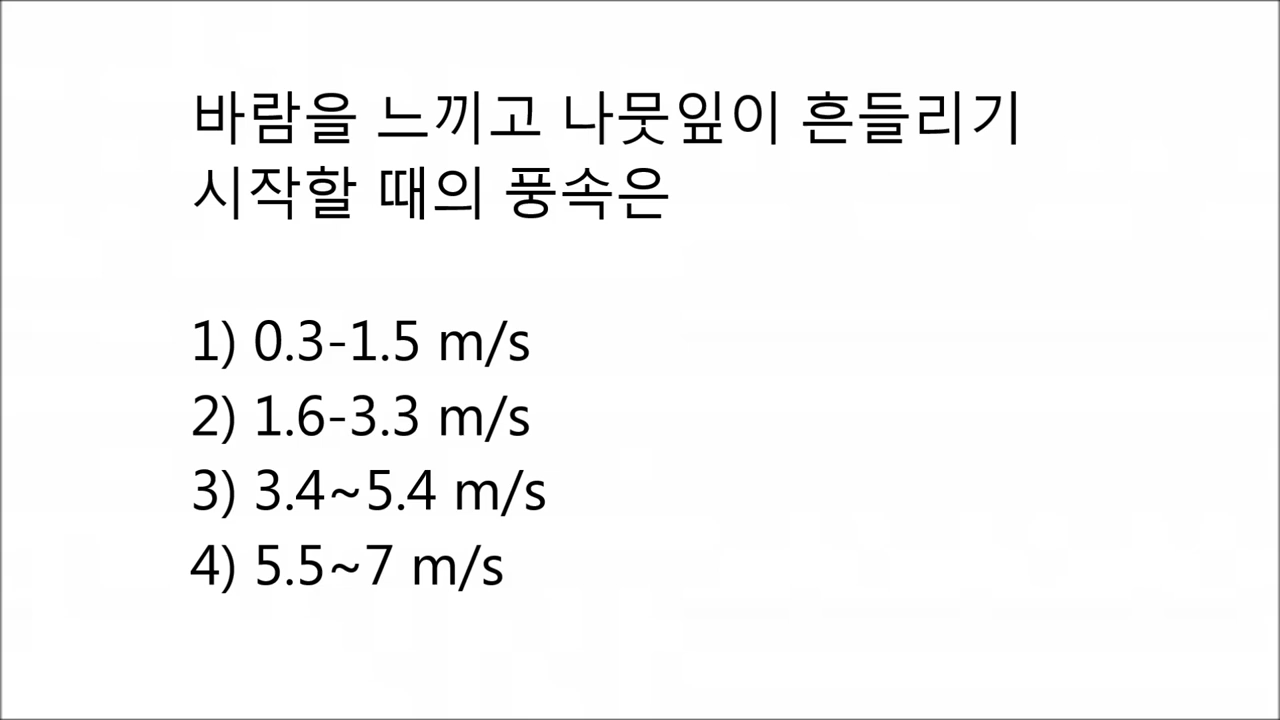 바람을 느끼고 나뭇잎이 흔들리기
시작할 때의 풍속은
1) 0.3-1.5 m/s
2) 1.6-3.3 m/s
3) 3.4~5.4 m/s
4) 5.5~7 m/s